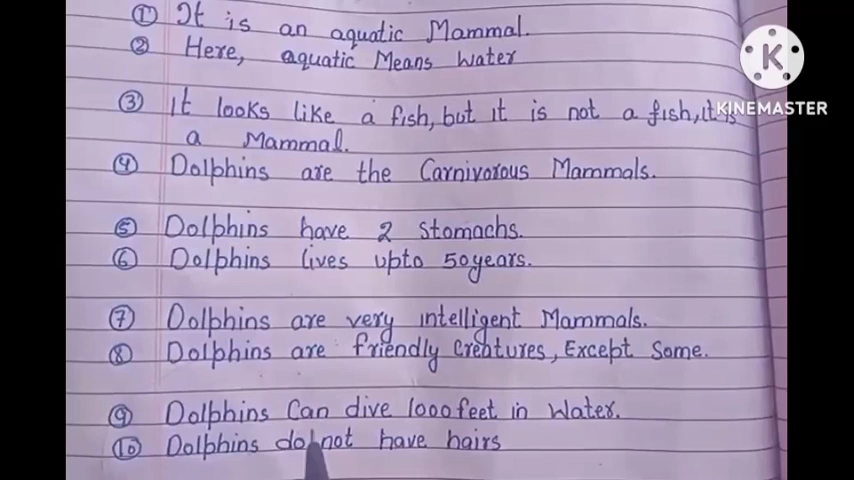 ① It is an aquatic Mammal.
② Here, aquatic Means Water
③ It looks like a fish, but it is not a fish, it is
a Mammal.
④ Dolphins are the Carnivorous Mammals.
⑤ Dolphins have 2 Stomachs.
⑥ Dolphins lives upto 50years.
⑦ Dolphins are very intelligent Mammals.
⑧ Dolphins are friendly Creatures, Except Some.
⑨ Dolphins Can dive 1000feet in Water.
⑩ Dolphins do not have hairs
K
KINEMASTER